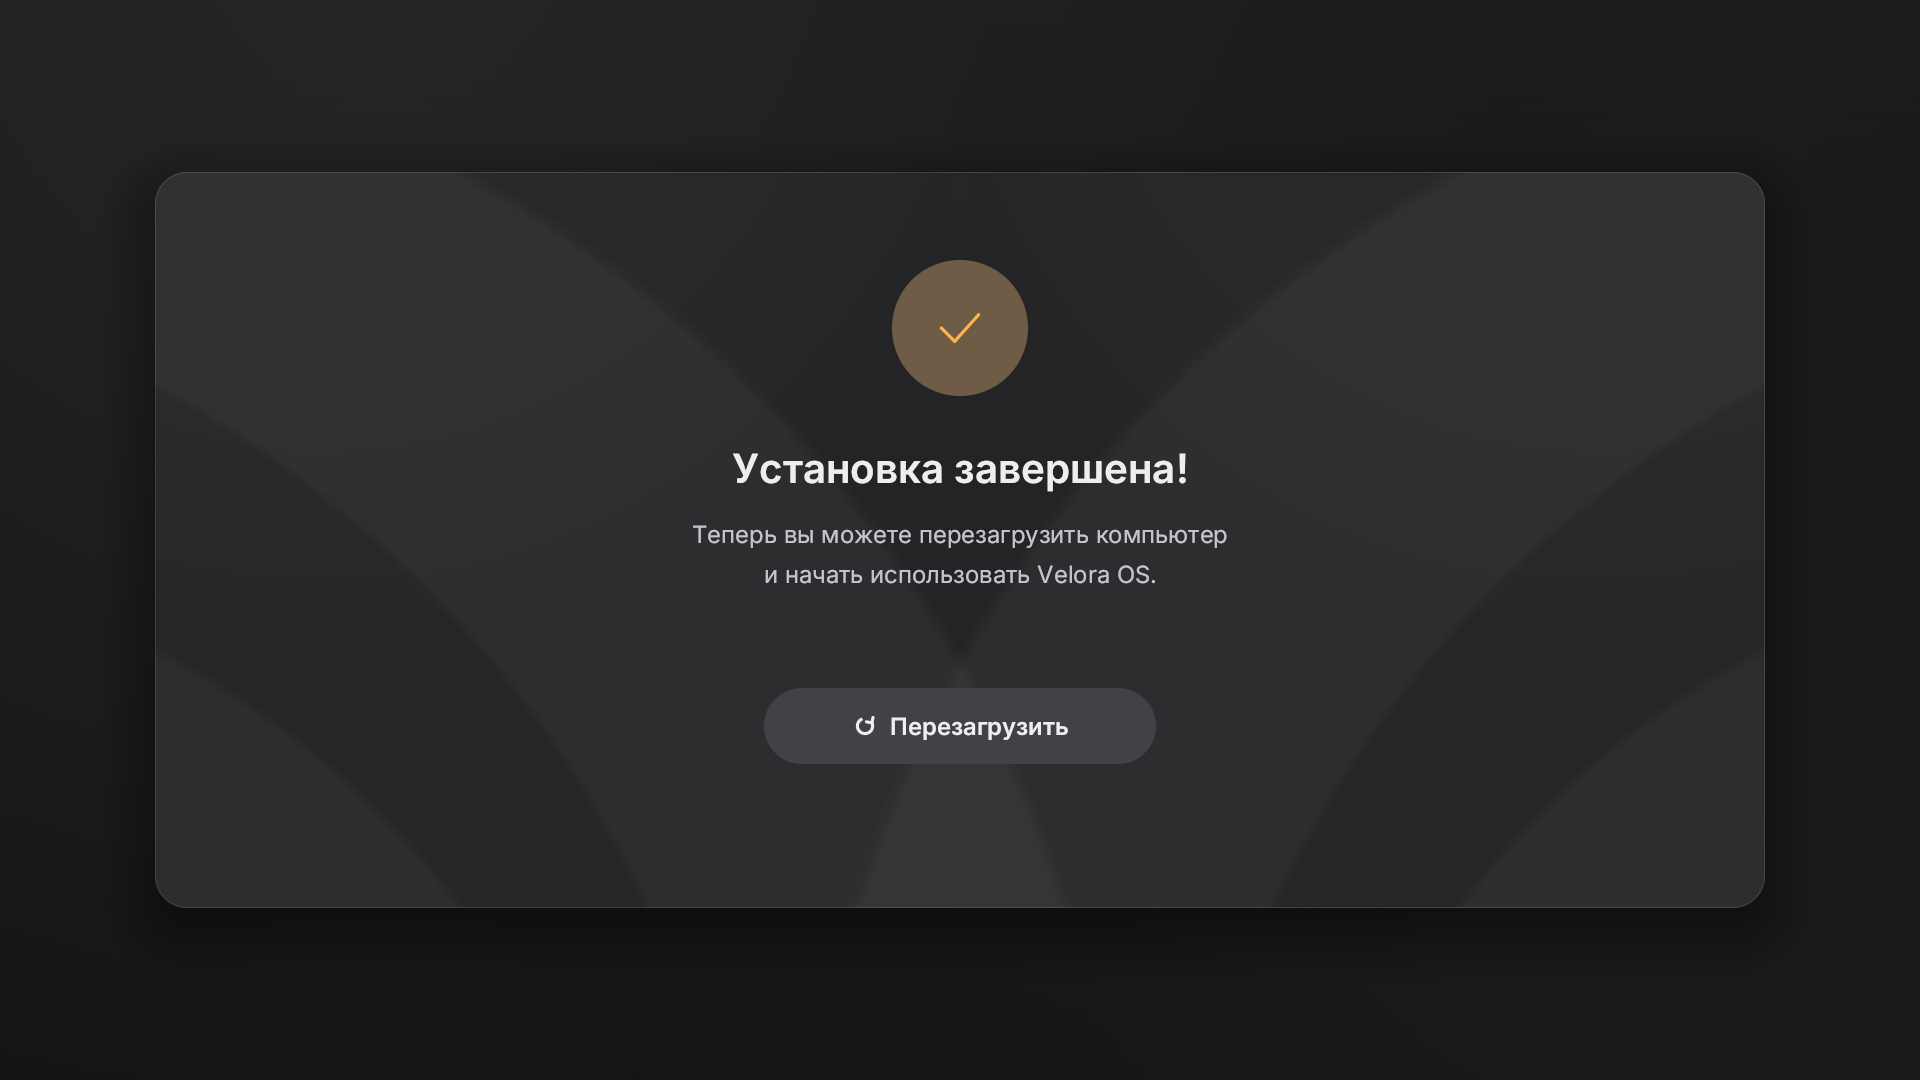 Установка завершена!
Теперь вы можете перезагрузить компьютер
и начать использовать Velora OS.
Перезагрузить